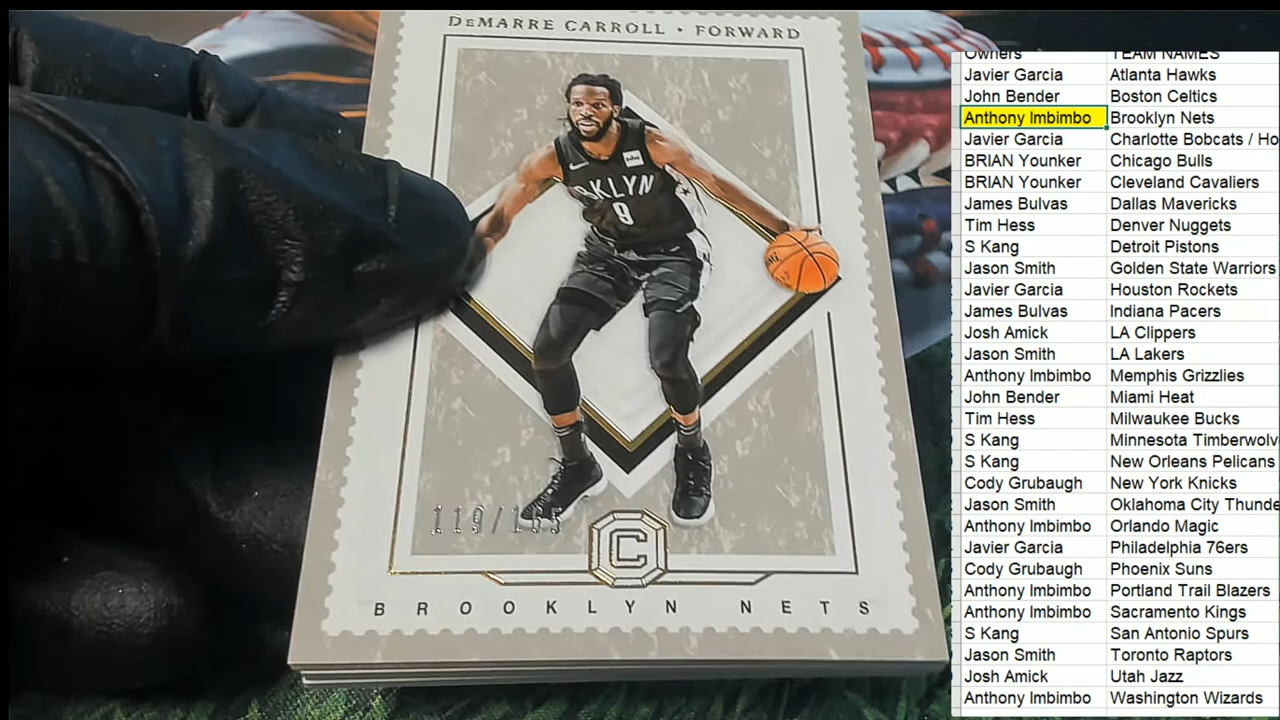 DEMARRE CARROLL • FORWARD
BKLYN
9
119/165
C
BROOKLYN NETS
Owners TEAM NAMES
Javier Garcia Atlanta Hawks
John Bender Boston Celtics
Anthony Imbimbo Brooklyn Nets
Javier Garcia Charlotte Bobcats / Ho
BRIAN Younker Chicago Bulls
BRIAN Younker Cleveland Cavaliers
James Bulvas Dallas Mavericks
Tim Hess Denver Nuggets
S Kang Detroit Pistons
Jason Smith Golden State Warriors
Javier Garcia Houston Rockets
James Bulvas Indiana Pacers
Josh Amick LA Clippers
Jason Smith LA Lakers
Anthony Imbimbo Memphis Grizzlies
John Bender Miami Heat
Tim Hess Milwaukee Bucks
S Kang Minnesota Timberwolv
S Kang New Orleans Pelicans
Cody Grubaugh New York Knicks
Jason Smith Oklahoma City Thunde
Anthony Imbimbo Orlando Magic
Javier Garcia Philadelphia 76ers
Cody Grubaugh Phoenix Suns
Anthony Imbimbo Portland Trail Blazers
Anthony Imbimbo Sacramento Kings
S Kang San Antonio Spurs
Jason Smith Toronto Raptors
Josh Amick Utah Jazz
Anthony Imbimbo Washington Wizards